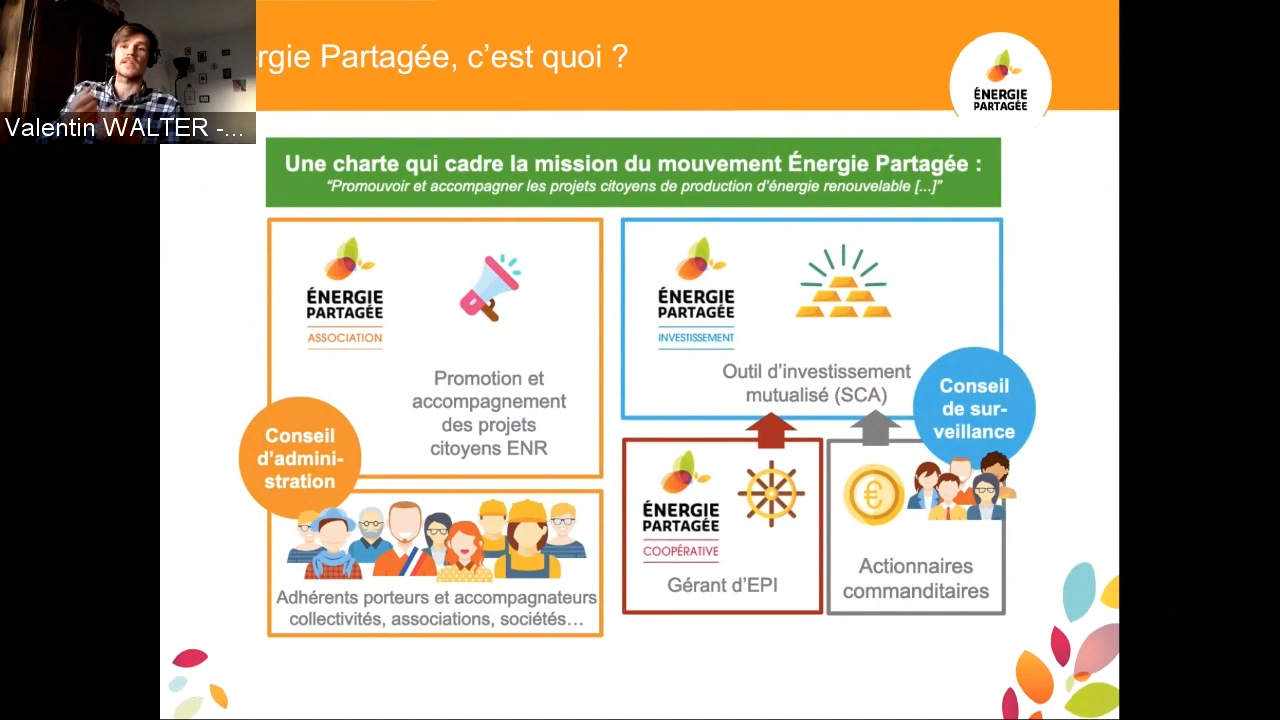 rgie Partagée, c'est quoi ?
ÉNERGIE
PARTAGÉE
Valentin WALTER -...
Une charte qui cadre la mission du mouvement Énergie Partagée :
“Promouvoir et accompagner les projets citoyens de production d'énergie renouvelable [...]”
ÉNERGIE
PARTAGÉE
ASSOCIATION
Promotion et
accompagnement
des projets
citoyens ENR
Conseil
d'admini-
stration
Adhérents porteurs et accompagnateurs
collectivités, associations, sociétés…
ÉNERGIE
PARTAGÉE
INVESTISSEMENT
Outil d'investissement
mutualisé (SCA)
Conseil
de sur-
veillance
ÉNERGIE
PARTAGÉE
COOPÉRATIVE
Gérant d'EPI
€
Actionnaires
commanditaires